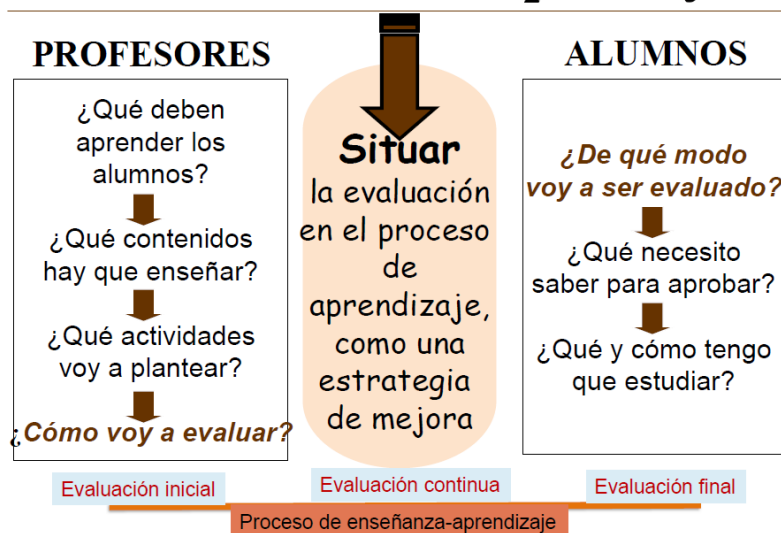 PROFESORES
¿Qué deben
aprender los
alumnos?
¿Qué contenidos
hay que enseñar?
¿Qué actividades
voy a plantear?
¿Cómo voy a evaluar?
Situar
la evaluación
en el proceso
de
aprendizaje,
como una
estrategia
de mejora
ALUMNOS
¿De qué modo
voy a ser evaluado?
¿Qué necesito
saber para aprobar?
¿Qué y cómo tengo
que estudiar?
Evaluación inicial
Evaluación continua
Evaluación final
Proceso de enseñanza-aprendizaje